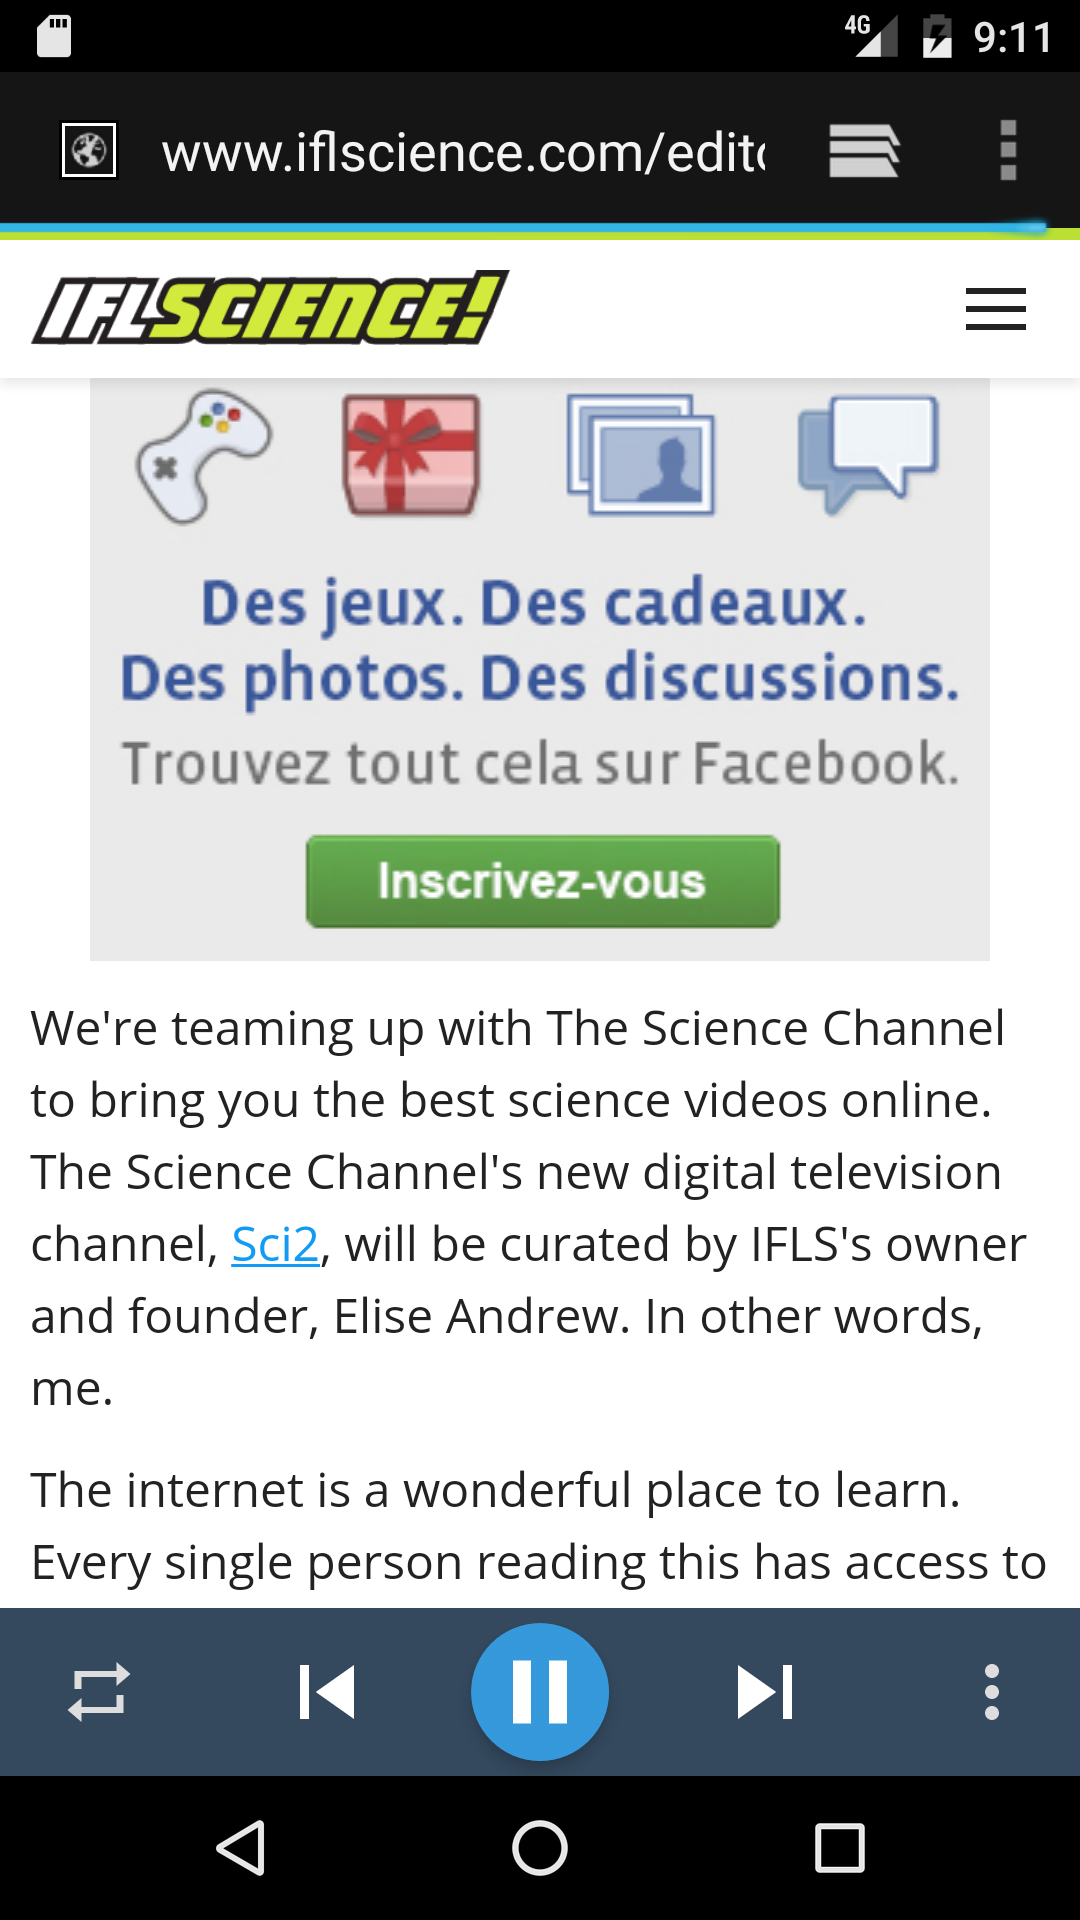 4G 9:11
www.iflscience.com/edito
IFLSCIENCE!
Des jeux. Des cadeaux.
Des photos. Des discussions.
Trouvez tout cela sur Facebook.
Inscrivez-vous
We're teaming up with The Science Channel
to bring you the best science videos online.
The Science Channel's new digital television
channel, Sci2, will be curated by IFLS's owner
and founder, Elise Andrew. In other words,
me.
The internet is a wonderful place to learn.
Every single person reading this has access to